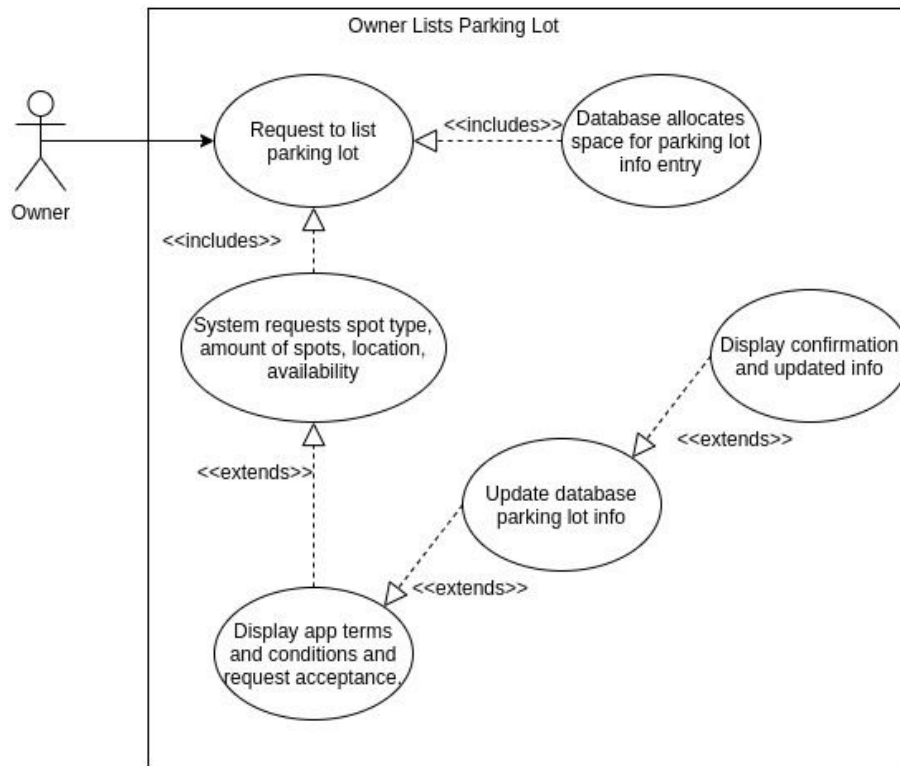 Owner Lists Parking Lot
Request to list
parking lot
<<includes>>
Database allocates
space for parking lot
info entry
Owner
<<includes>>
System requests spot type,
amount of spots, location,
availability
Display confirmation
and updated info
<<extends>>
<<extends>>
Update database
parking lot info
<<extends>>
Display app terms
and conditions and
request acceptance,